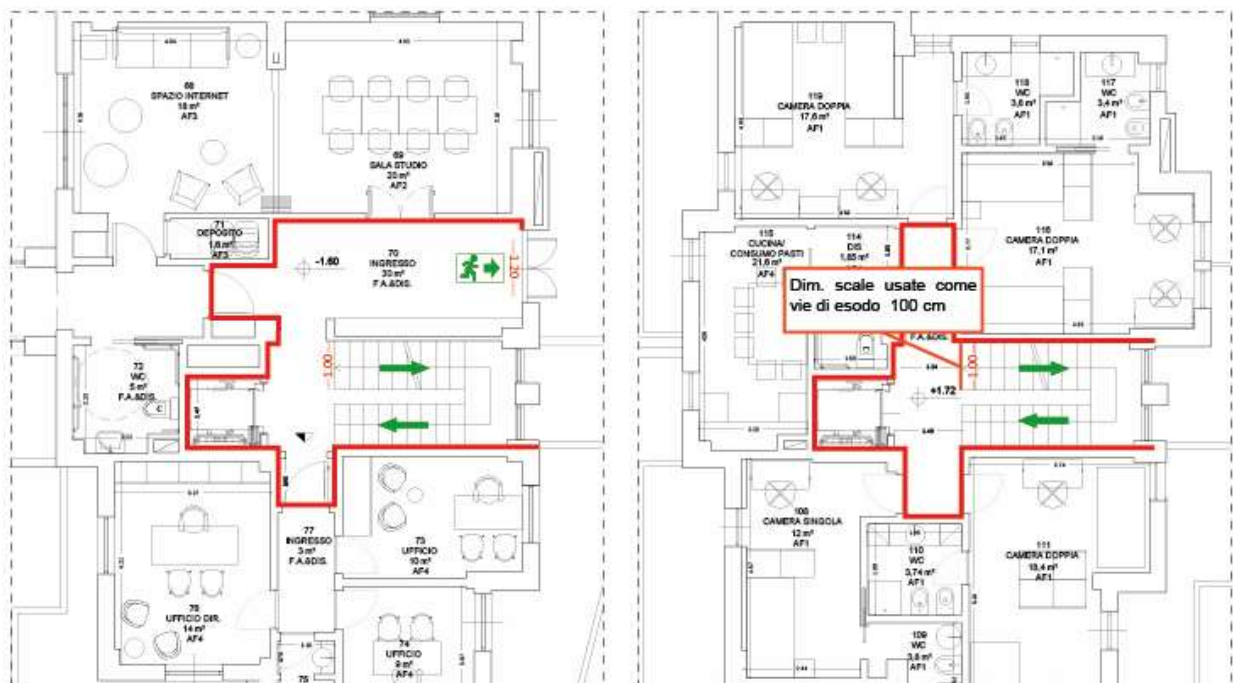 68
SPAZIO INTERNET
18 m²
AF3
69
SALA STUDIO
20 m²
AF2
71
DEPOSITO
1,6 m²
AF3
-1.60
70
INGRESSO
30 m²
F.A.&DIS.
-1.20
-1.00
72
WC
5 m²
F.A.&DIS.
C
77
INGRESSO
3 m²
F.A.&DIS.
73
UFFICIO
10 m²
AF4
UFFICIO DIR.
14 m²
AF4
74
UFFICIO
9 m²
AF4
75
119
CAMERA DOPPIA
17,6 m²
AF1
118
WC
3,6 m²
AF1
117
WC
3,4 m²
AF1
115
CUCINA/
CONSUMO PASTI
21,6 m²
AF4
114
DIS
1,65 m²
116
CAMERA DOPPIA
17,1 m²
AF1
Dim. scale usate come
vie di esodo 100 cm
F.A.&DIS.
-1.00
+1.72
108
CAMERA SINGOLA
12 m²
AF1
110
WC
3,74 m²
AF1
111
CAMERA DOPPIA
18,4 m²
AF1
109
WC
3,8 m²
AF1